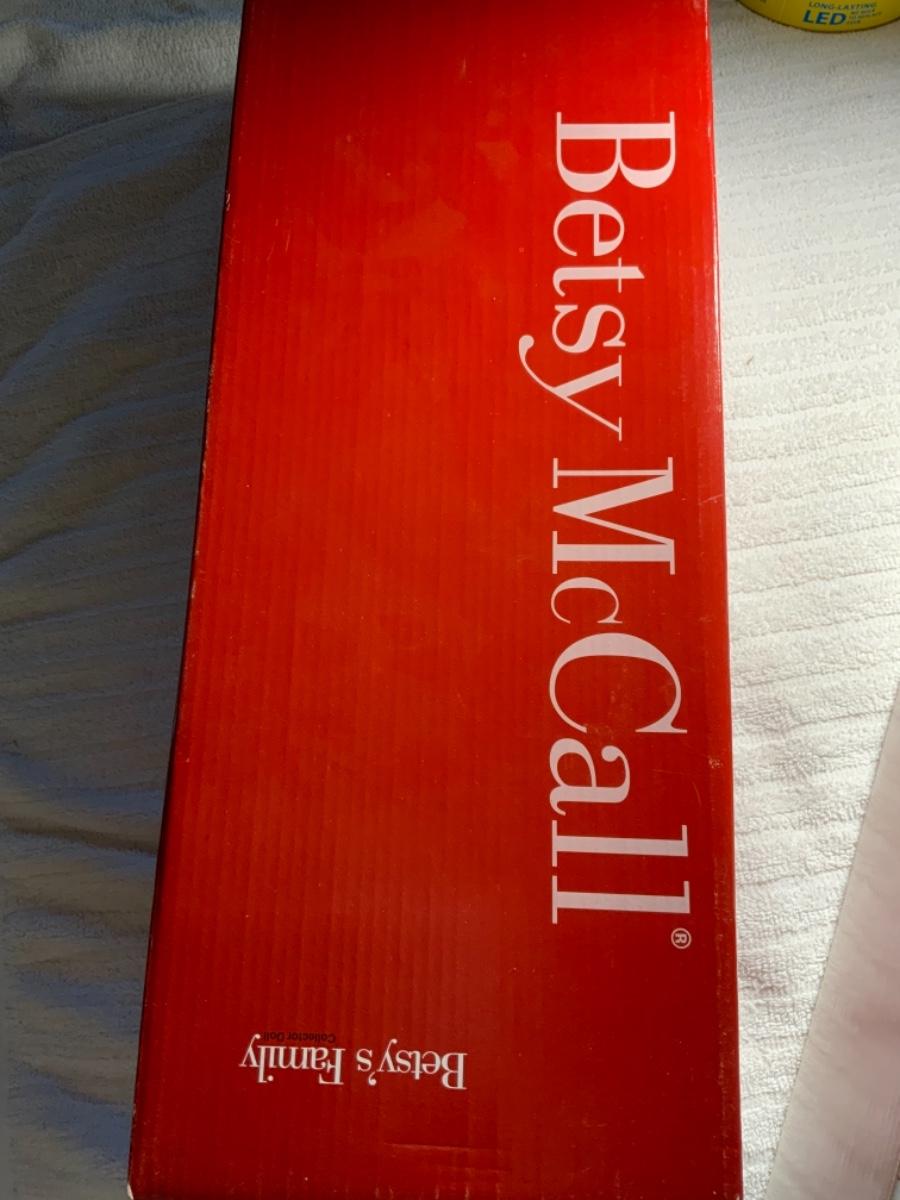 LONG-LASTING
LED
Betsy McCall®
Betsy's Family
Collector Doll